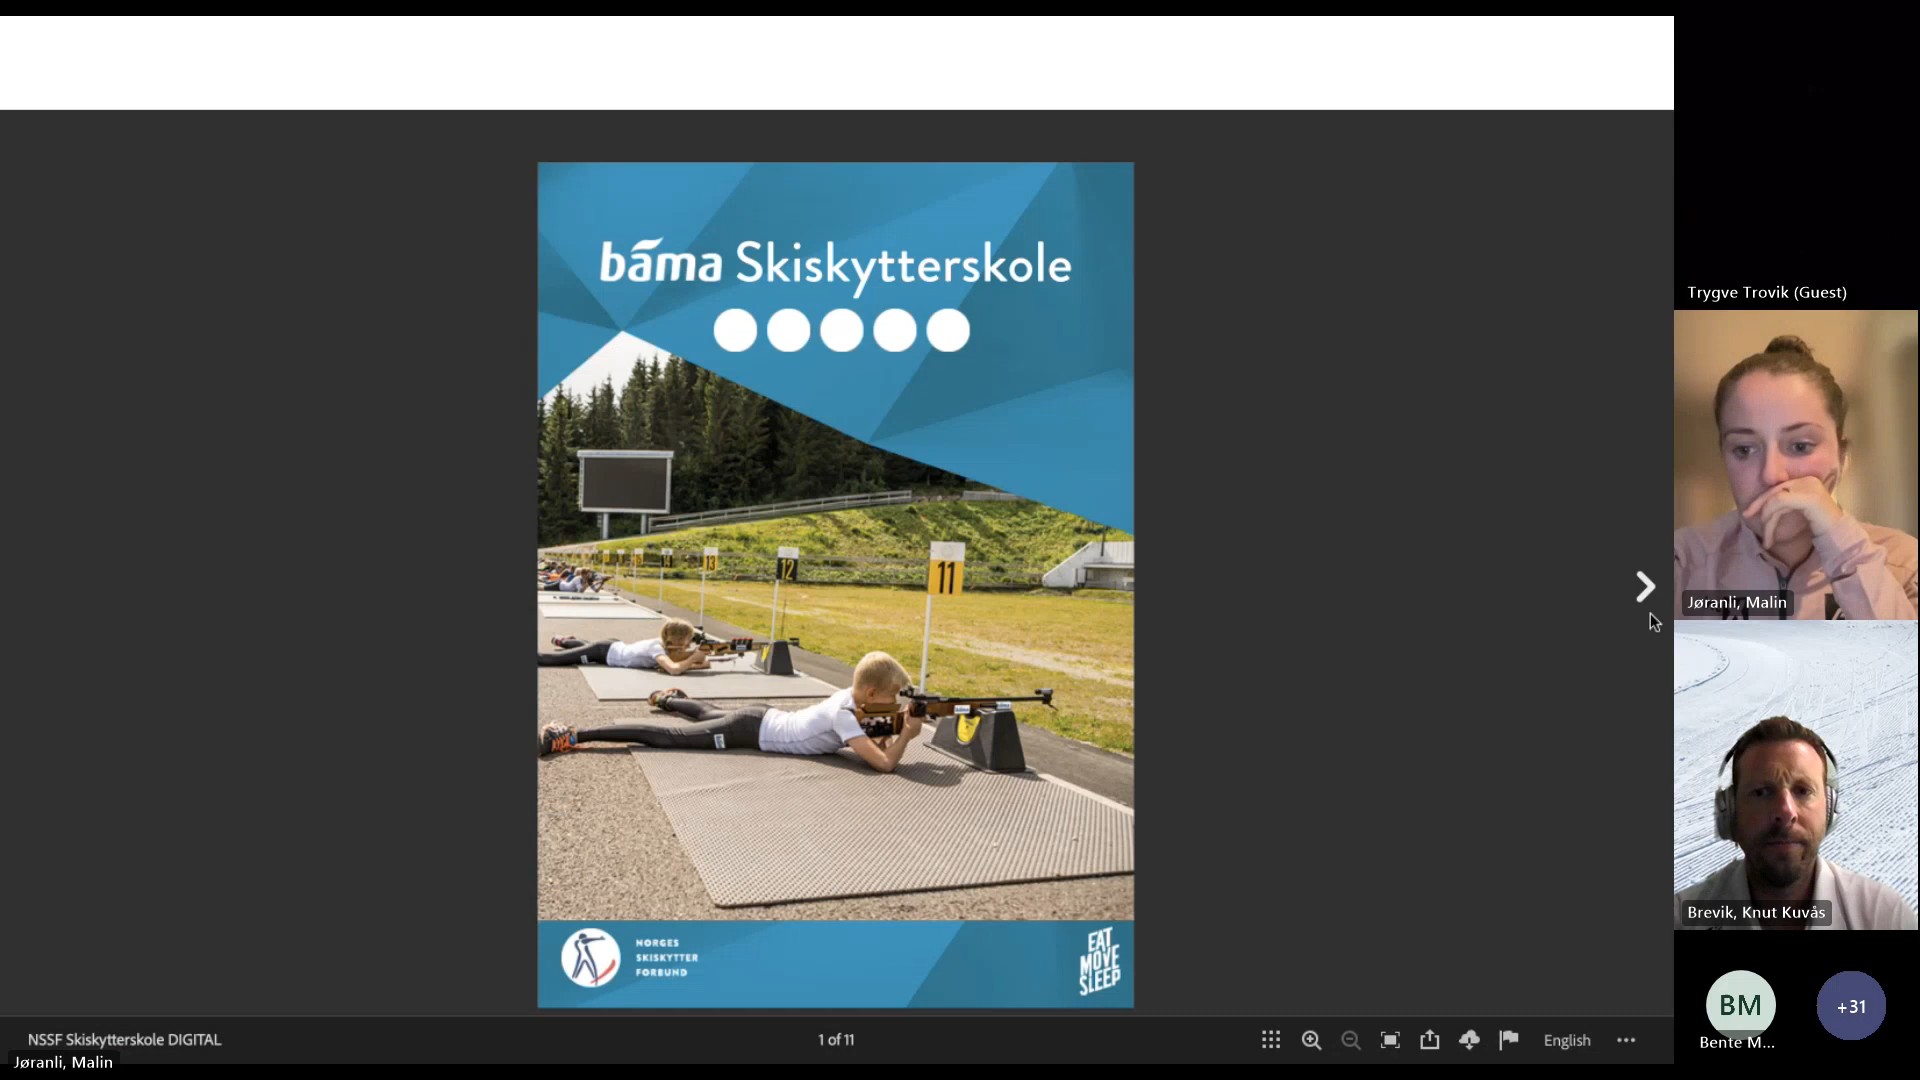 bama Skiskytterskole
13
12
11
NORGES
SKISKYTTER
FORBUND
EAT
MOVE
SLEEP
NSSF Skiskytterskole DIGITAL
1 of 11
English
Jøranli, Malin
Trygve Trovik (Guest)
Jøranli, Malin
Brevik, Knut Kuvås
BM
Bente M...
+31